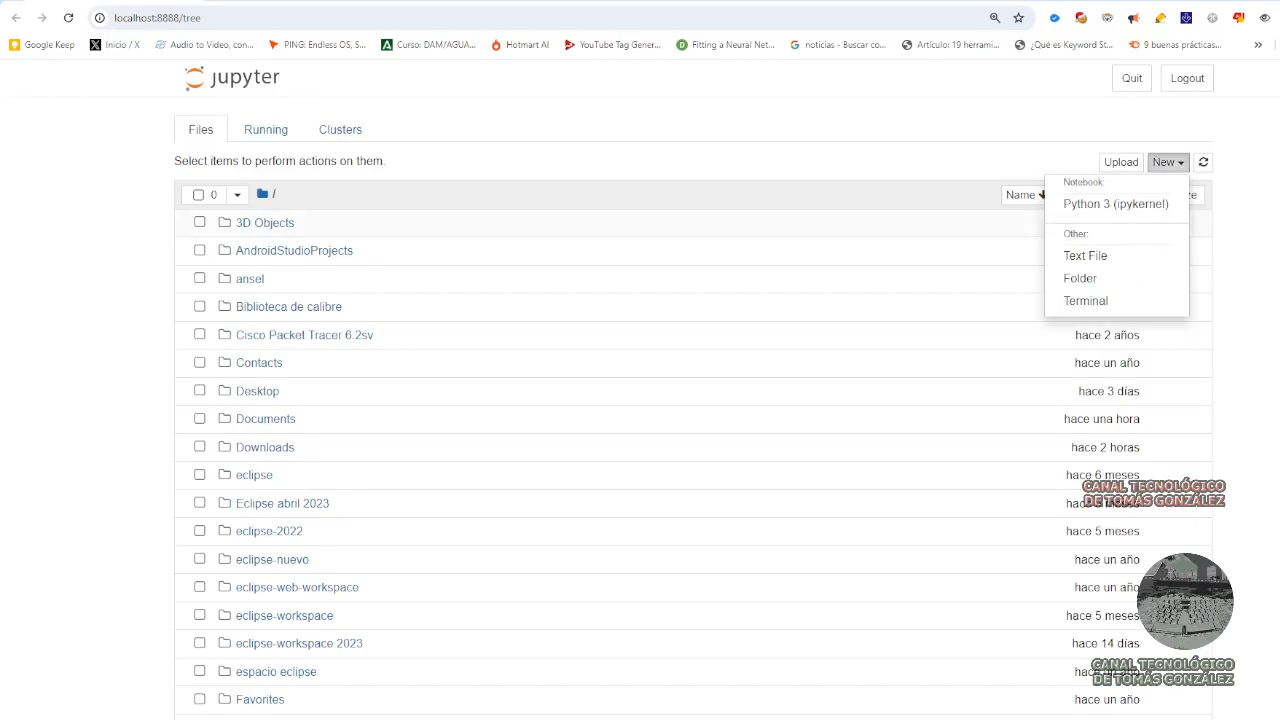 localhost:8888/tree
Google Keep
Inicio / X
Audio to Video, con...
PING: Endless OS, S...
Curso: DAM/AGUA...
Hotmart AI
YouTube Tag Gener...
Fitting a Neural Net...
noticias - Buscar co...
Artículo: 19 herrami...
¿Qué es Keyword St...
9 buenas prácticas...
jupyter
Quit
Logout
Files
Running
Clusters
Select items to perform actions on them.
Upload
New
0
/
Name
Notebook:
Python 3 (ipykernel)
Other:
Text File
Folder
Terminal
3D Objects
AndroidStudioProjects
ansel
Biblioteca de calibre
Cisco Packet Tracer 6.2sv
hace 2 años
Contacts
hace un año
Desktop
hace 3 días
Documents
hace una hora
Downloads
hace 2 horas
eclipse
hace 6 meses
CANAL TECNOLÓGICO
DE TOMÁS GONZÁLEZ
Eclipse abril 2023
eclipse-2022
hace 5 meses
eclipse-nuevo
hace un año
eclipse-web-workspace
hace un año
eclipse-workspace
hace 5 meses
eclipse-workspace 2023
hace 14 días
CANAL TECNOLÓGICO
DE TOMÁS GONZÁLEZ
espacio eclipse
Favorites
hace un año